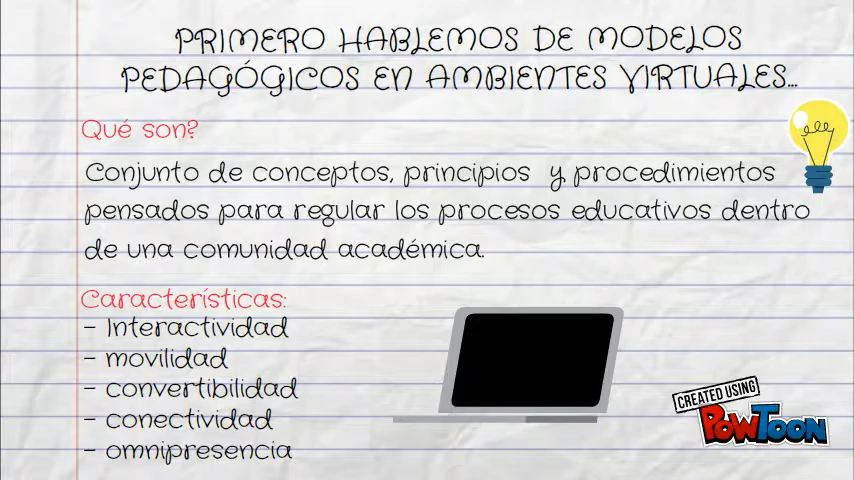 PRIMERO HABLEMOS DE MODELOS
PEDAGÓGICOS EN AMBIENTES VIRTUALES...
Qué son?
Conjunto de conceptos, principios y procedimientos
pensados para regular los procesos educativos dentro
de una comunidad académica.
Características:
- Interactividad
- movilidad
- convertibilidad
- conectividad
- omnipresencia
CREATED USING
POWTOON